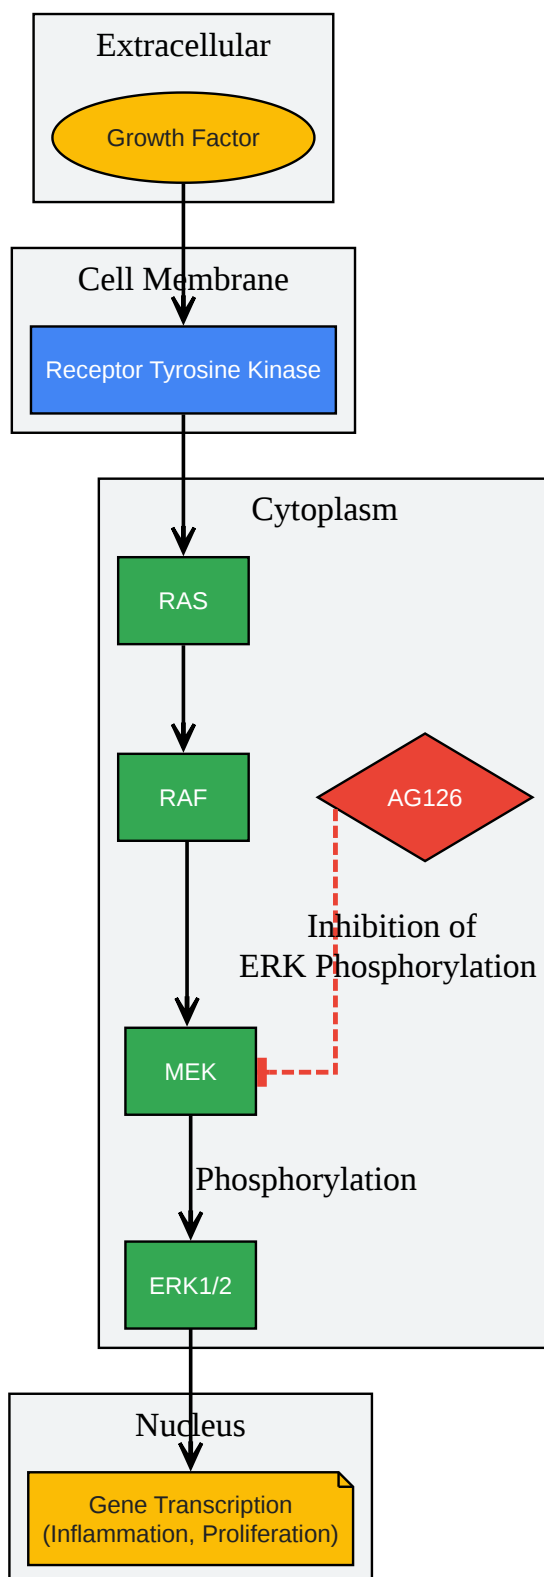 Extracellular
Growth Factor
Cell Membrane
Receptor Tyrosine Kinase
Cytoplasm
RAS
RAF
AG126
Inhibition of
ERK Phosphorylation
MEK
Phosphorylation
ERK1/2
Nucleus
Gene Transcription
(Inflammation, Proliferation)